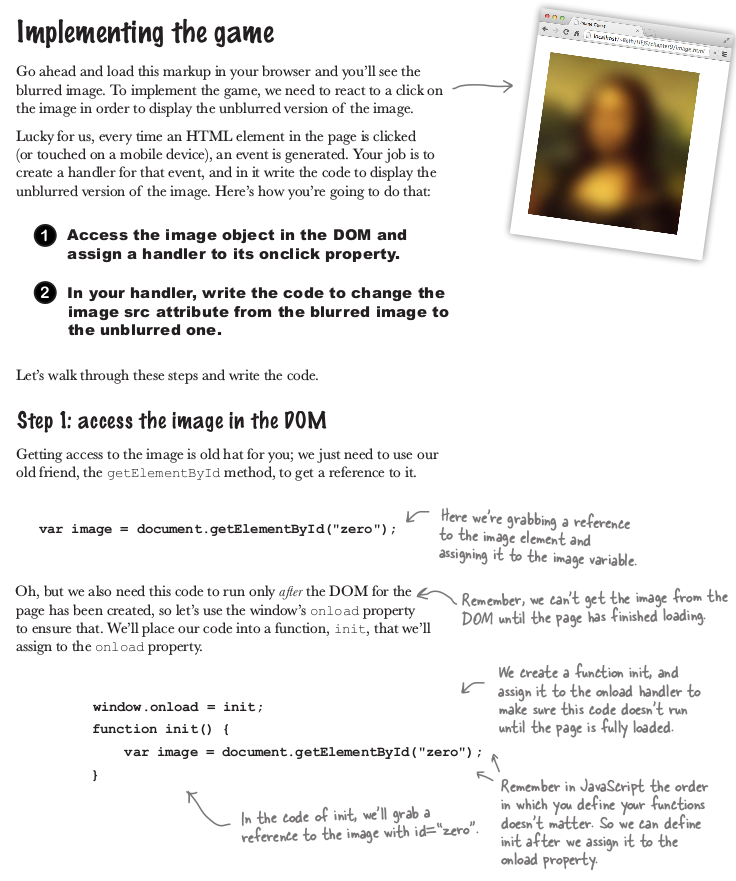 Implementing the game
Go ahead and load this markup in your browser and you'll see the
blurred image. To implement the game, we need to react to a click on
the image in order to display the unblurred version of the image.
Lucky for us, every time an HTML element in the page is clicked
(or touched on a mobile device), an event is generated. Your job is to
create a handler for that event, and in it write the code to display the
unblurred version of the image. Here's how you're going to do that:
1 Access the image object in the DOM and
assign a handler to its onclick property.
2 In your handler, write the code to change the
image src attribute from the blurred image to
the unblurred one.
Let's walk through these steps and write the code.
Step 1: access the image in the DOM
Getting access to the image is old hat for you; we just need to use our
old friend, the getElementById method, to get a reference to it.
var image = document.getElementById("zero");
Here we're grabbing a reference
to the image element and
assigning it to the image variable.
Oh, but we also need this code to run only after the DOM for the
page has been created, so let's use the window's onload property
to ensure that. We'll place our code into a function, init, that we'll
assign to the onload property.
Remember, we can't get the image from the
DOM until the page has finished loading.
We create a function init, and
assign it to the onload handler to
make sure this code doesn't run
until the page is fully loaded.
window.onload = init;
function init() {
var image = document.getElementById("zero");
}
In the code of init, we'll grab a
reference to the image with id="zero".
Remember in JavaScript the order
in which you define your functions
doesn't matter. So we can define
init after we assign it to the
onload property.